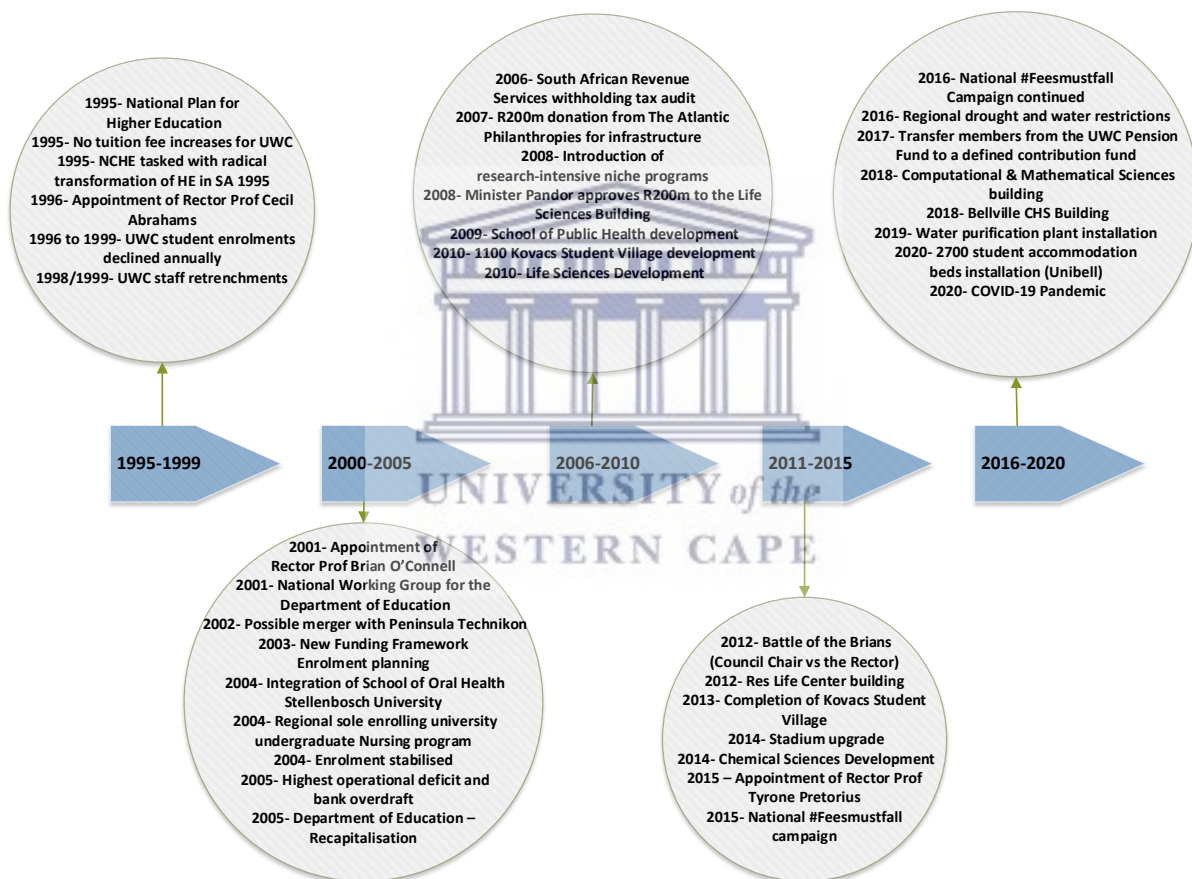 1995- National Plan for
Higher Education
1995- No tuition fee increases for UWC
1995- NCHE tasked with radical
transformation of HE in SA 1995
1996- Appointment of Rector Prof Cecil
Abrahams
1996 to 1999- UWC student enrolments
declined annually
1998/1999- UWC staff retrenchments
2006- South African Revenue
Services withholding tax audit
2007- R200m donation from The Atlantic
Philanthropies for infrastructure
2008- Introduction of
research-intensive niche programs
2008- Minister Pandor approves R200m to the Life
Sciences Building
2009- School of Public Health development
2010- 1100 Kovacs Student Village development
2010- Life Sciences Development
2016- National #Feesmustfall
Campaign continued
2016- Regional drought and water restrictions
2017- Transfer members from the UWC Pension
Fund to a defined contribution fund
2018- Computational & Mathematical Sciences
building
2018- Bellville CHS Building
2019- Water purification plant installation
2020- 2700 student accommodation
beds installation (Unibell)
2020- COVID-19 Pandemic
1995-1999
2000-2005
2006-2010
2011-2015
2016-2020
UNIVERSITY of the
WESTERN CAPE
2001- Appointment of
Rector Prof Brian O’Connell
2001- National Working Group for the
Department of Education
2002- Possible merger with Peninsula Technikon
2003- New Funding Framework
Enrolment planning
2004- Integration of School of Oral Health
Stellenbosch University
2004- Regional sole enrolling university
undergraduate Nursing program
2004- Enrolment stabilised
2005- Highest operational deficit and
bank overdraft
2005- Department of Education –
Recapitalisation
2012- Battle of the Brians
(Council Chair vs the Rector)
2012- Res Life Center building
2013- Completion of Kovacs Student
Village
2014- Stadium upgrade
2014- Chemical Sciences Development
2015 – Appointment of Rector Prof
Tyrone Pretorius
2015- National #Feesmustfall
campaign